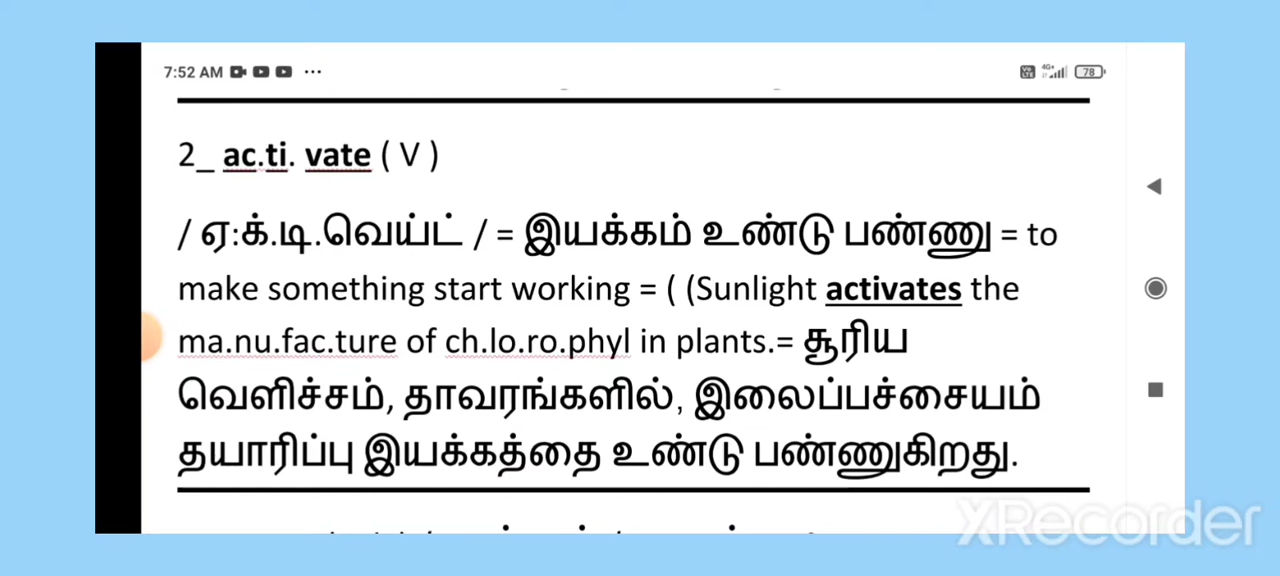 7:52 AM ... 4G+ 78
2_ ac.ti. vate ( V )
/ ஏ:க்.டி.வெய்ட் / = இயக்கம் உண்டு பண்ணு = to
make something start working = ( (Sunlight activates the
ma.nu.fac.ture of ch.lo.ro.phyl in plants.= சூரிய
வெளிச்சம், தாவரங்களில், இலைப்பச்சையம்
தயாரிப்பு இயக்கத்தை உண்டு பண்ணுகிறது.
XRecorder